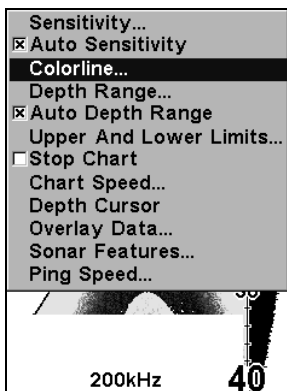 Sensitivity...
Auto Sensitivity
Colorline...
Depth Range...
Auto Depth Range
Upper And Lower Limits...
Stop Chart
Chart Speed...
Depth Cursor
Overlay Data...
Sonar Features...
Ping Speed...
200kHz
40